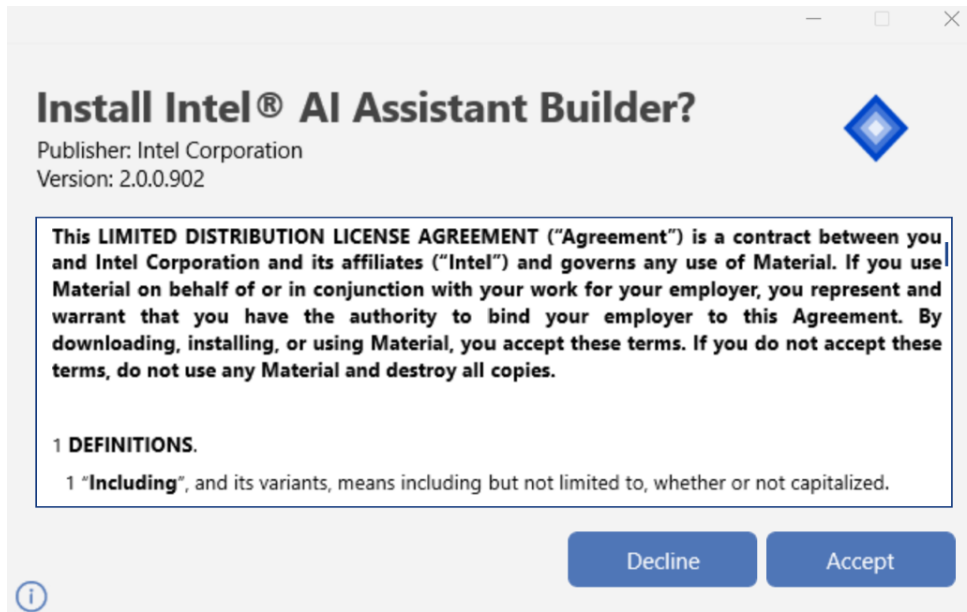 Install Intel® AI Assistant Builder?
Publisher: Intel Corporation
Version: 2.0.0.902
This LIMITED DISTRIBUTION LICENSE AGREEMENT (“Agreement”) is a contract between you
and Intel Corporation and its affiliates (“Intel”) and governs any use of Material. If you use
Material on behalf of or in conjunction with your work for your employer, you represent and
warrant that you have the authority to bind your employer to this Agreement. By
downloading, installing, or using Material, you accept these terms. If you do not accept these
terms, do not use any Material and destroy all copies.
1 DEFINITIONS.
1 “Including”, and its variants, means including but not limited to, whether or not capitalized.
Decline
Accept